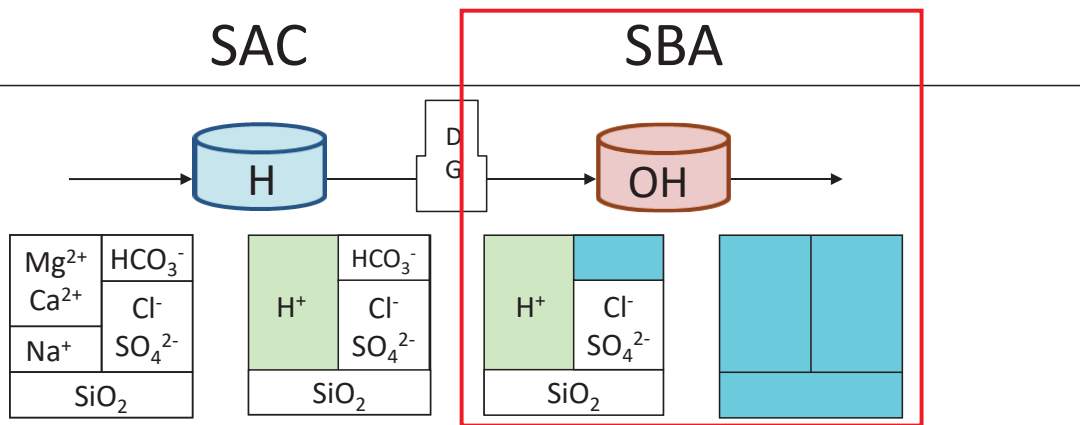 SAC
SBA
H
D
G
OH
Mg²⁺
Ca²⁺
Na⁺
HCO₃⁻
Cl⁻
SO₄²⁻
SiO₂
H⁺
HCO₃⁻
Cl⁻
SO₄²⁻
SiO₂
H⁺
Cl⁻
SO₄²⁻
SiO₂